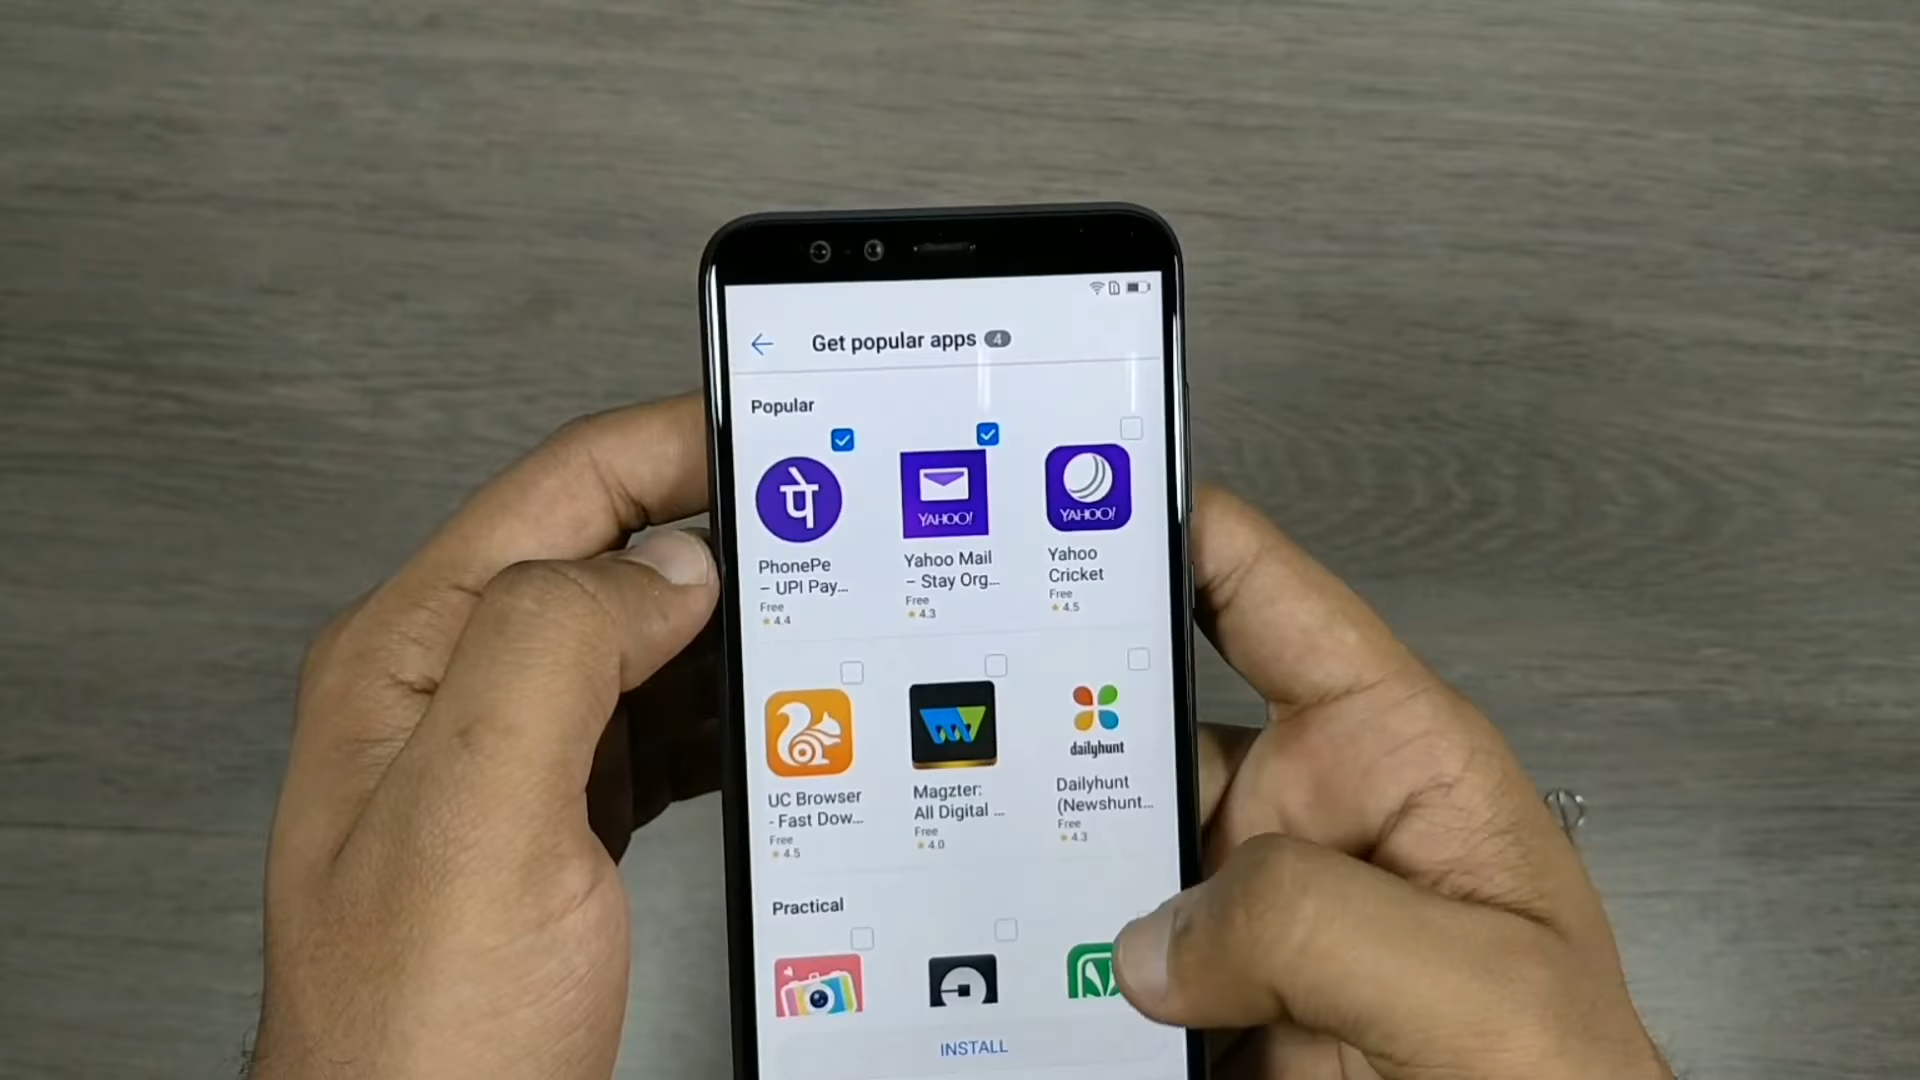 Get popular apps 4
Popular
पे
YAHOO!
YAHOO!
PhonePe
– UPI Pay...
Free
4.4
Yahoo Mail
– Stay Org...
Free
4.3
Yahoo
Cricket
Free
4.5
dailyhunt
UC Browser
- Fast Dow...
Free
4.5
Magzter:
All Digital ...
Free
4.0
Dailyhunt
(Newshunt...
Free
4.3
Practical
INSTALL